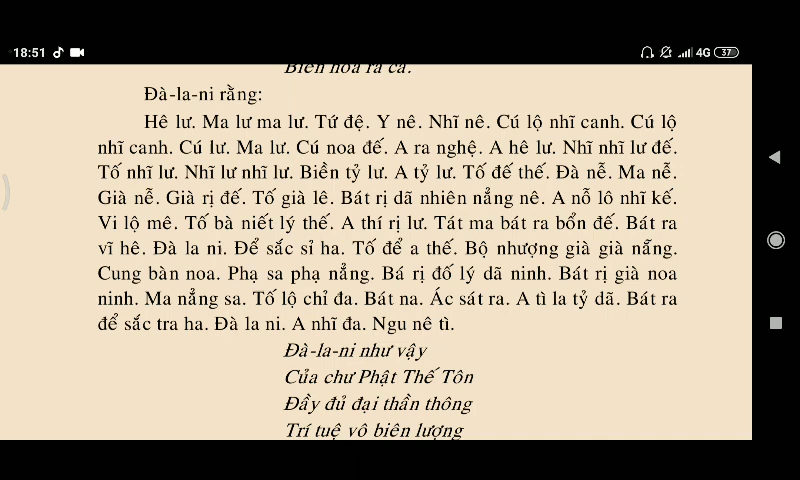 18:51
4G
37
Biến hóa ra cả.
Đà-la-ni rằng:
Hê lư. Ma lư ma lư. Tứ đệ. Y nê. Nhĩ nê. Cú lộ nhĩ canh. Cú lộ
nhĩ canh. Cú lư. Ma lư. Cú noa đế. A ra nghệ. A hê lư. Nhĩ nhĩ lư đế.
Tố nhĩ lư. Nhĩ lư nhĩ lư. Biền tỷ lư. A tỷ lư. Tố đế thế. Đà nễ. Ma nễ.
Già nễ. Già rị đế. Tố già lê. Bát rị dã nhiên nẳng nê. A nỗ lô nhĩ kế.
Vi lộ mê. Tố bà niết lý thế. A thí rị lư. Tát ma bát ra bổn đế. Bát ra
vĩ hê. Đà la ni. Để sắc sỉ ha. Tố để a thế. Bộ nhượng già già nẵng.
Cung bàn noa. Phạ sa phạ nẳng. Bá rị đố lý dã ninh. Bát rị già noa
ninh. Ma nẳng sa. Tố lộ chỉ đa. Bát na. Ác sát ra. A tì la tỷ dã. Bát ra
để sắc tra ha. Đà la ni. A nhĩ đa. Ngu nê tì.
Đà-la-ni như vậy
Của chư Phật Thế Tôn
Đầy đủ đại thần thông
Trí tuệ vô biên lượng